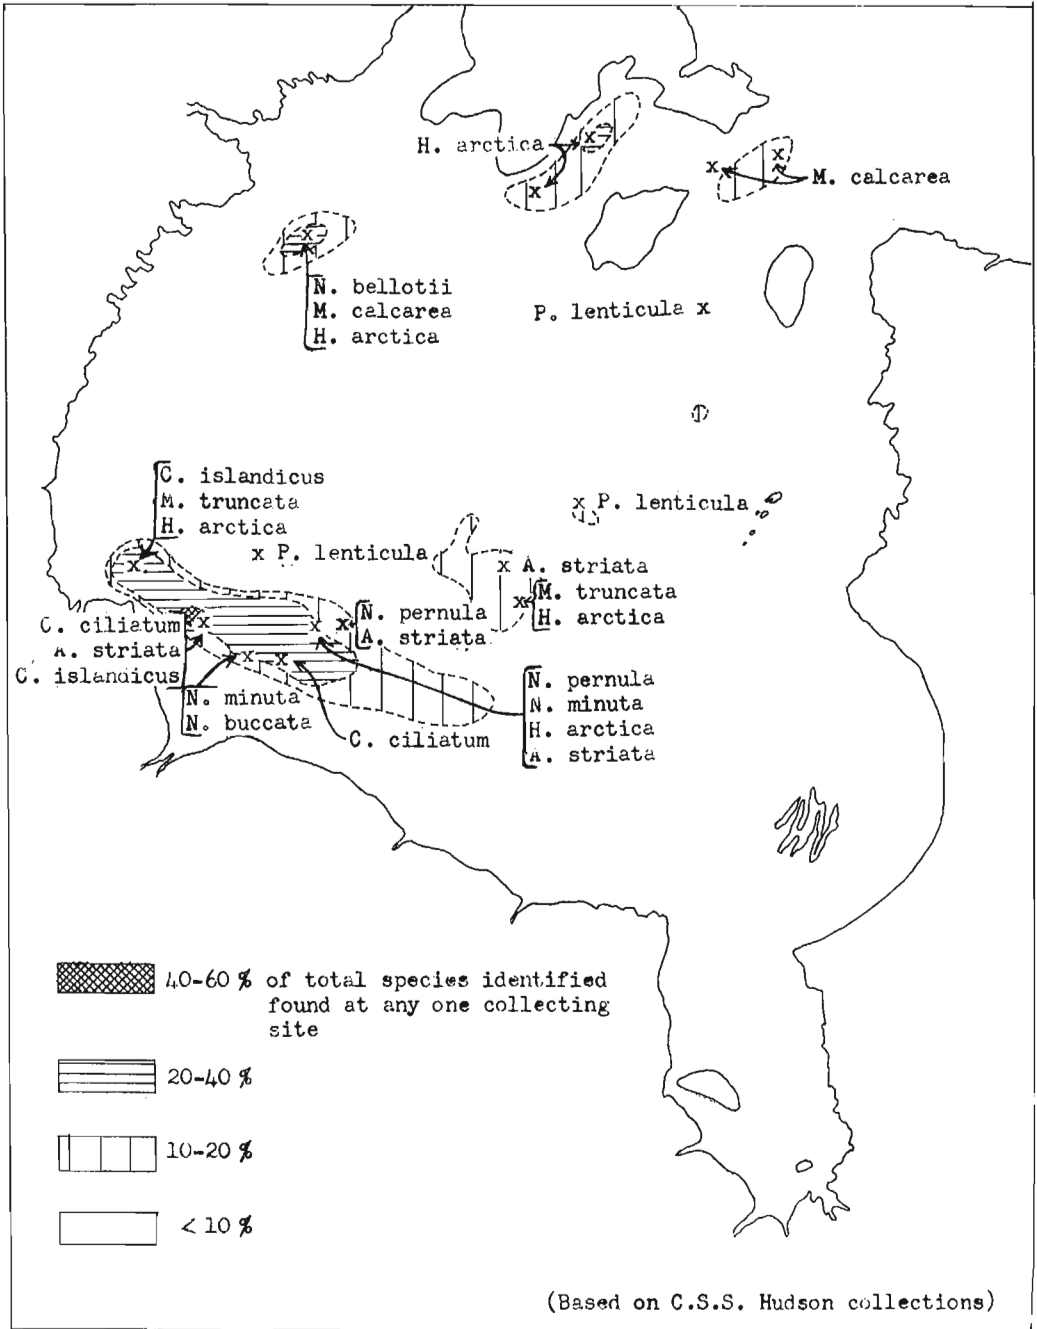 H. arctica
M. calcarea
N. bellotii
M. calcarea
H. arctica
P. lenticula x
C. islandicus
M. truncata
H. arctica
x P. lenticula
x P. lenticula
x A. striata
M. truncata
H. arctica
C. ciliatum
A. striata
C. islandicus
N. pernula
A. striata
N. minuta
N. buccata
C. ciliatum
N. pernula
N. minuta
H. arctica
A. striata
40-60 % of total species identified
found at any one collecting
site
20-40 %
10-20 %
< 10 %
(Based on C.S.S. Hudson collections)